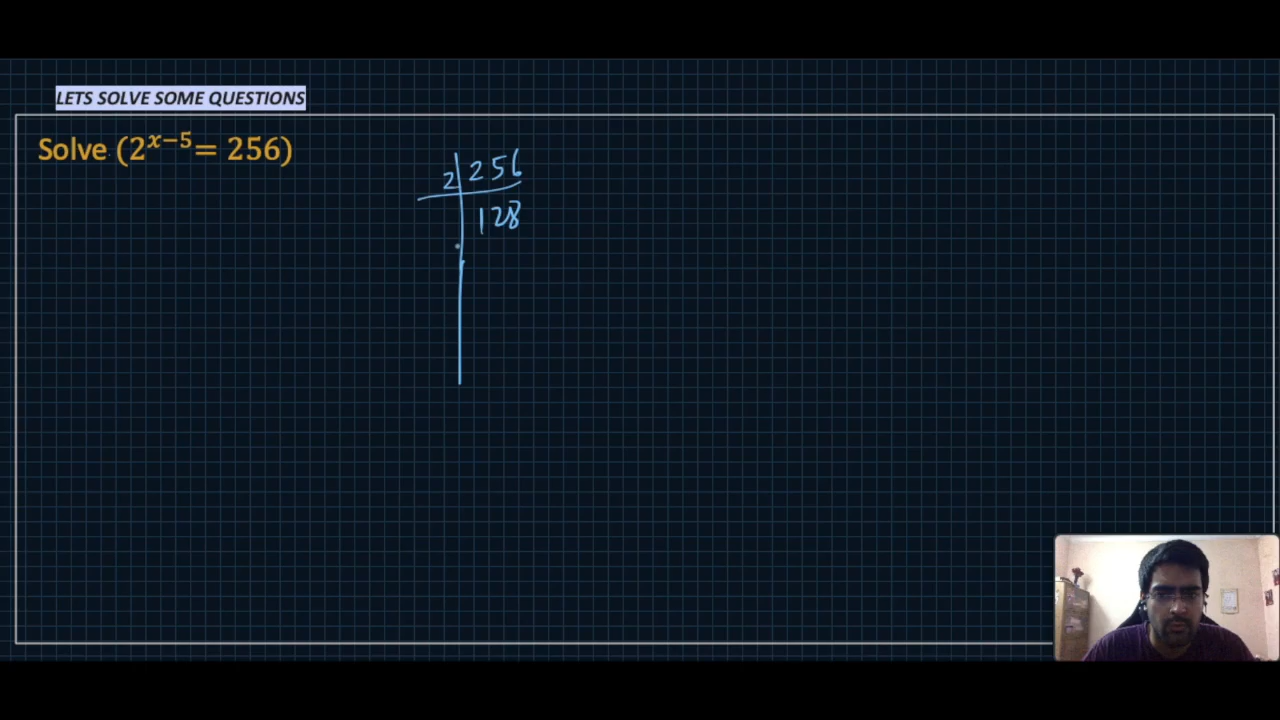 LETS SOLVE SOME QUESTIONS
Solve (2^{x-5} = 256)
2 | 256
128